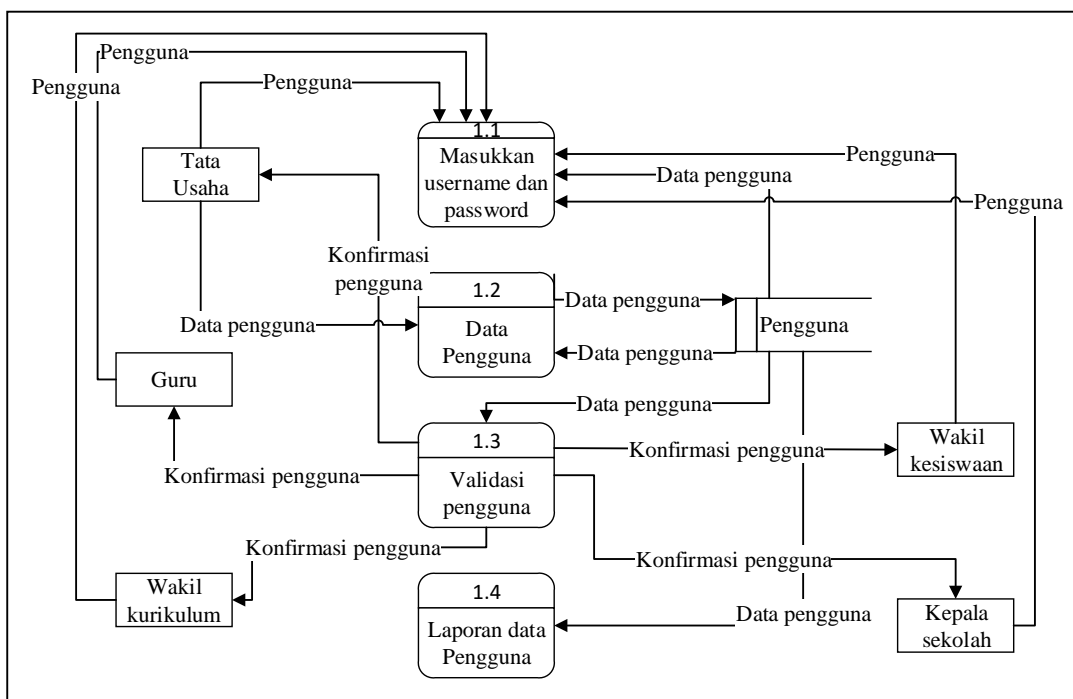 Pengguna
Pengguna
Pengguna
1.1
Masukkan
username dan
password
Tata
Usaha
Pengguna
Data pengguna
Pengguna
Konfirmasi
pengguna
1.2
Data
Pengguna
Data pengguna
Data pengguna
Pengguna
Data pengguna
Guru
Data pengguna
1.3
Validasi
pengguna
Konfirmasi pengguna
Wakil
kesiswaan
Konfirmasi pengguna
Konfirmasi pengguna
Konfirmasi pengguna
Wakil
kurikulum
1.4
Laporan data
Pengguna
Data pengguna
Kepala
sekolah